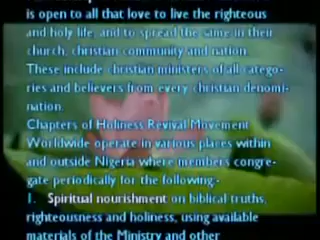 is open to all that love to live the righteous
and holy life, and to spread the same in their
church, christian community and nation.
These include christian ministers of all catego-
ries and believers from every christian denomi-
nation.
Chapters of Holiness Revival Movement
Worldwide operate in various places within
and outside Nigeria where members congre-
gate periodically for the following:-
1. Spiritual nourishment on biblical truths,
righteousness and holiness, using available
materials of the Ministry and other